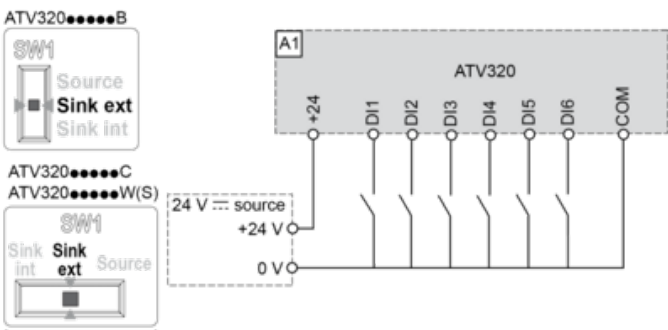 ATV320●●●●●B
SW1
Source
Sink ext
Sink int
ATV320●●●●●C
ATV320●●●●●W(S)
SW1
Sink int
Sink ext
Source
A1
ATV320
+24
DI1
DI2
DI3
DI4
DI5
DI6
COM
24 V ⎓ source
+24 V
0 V